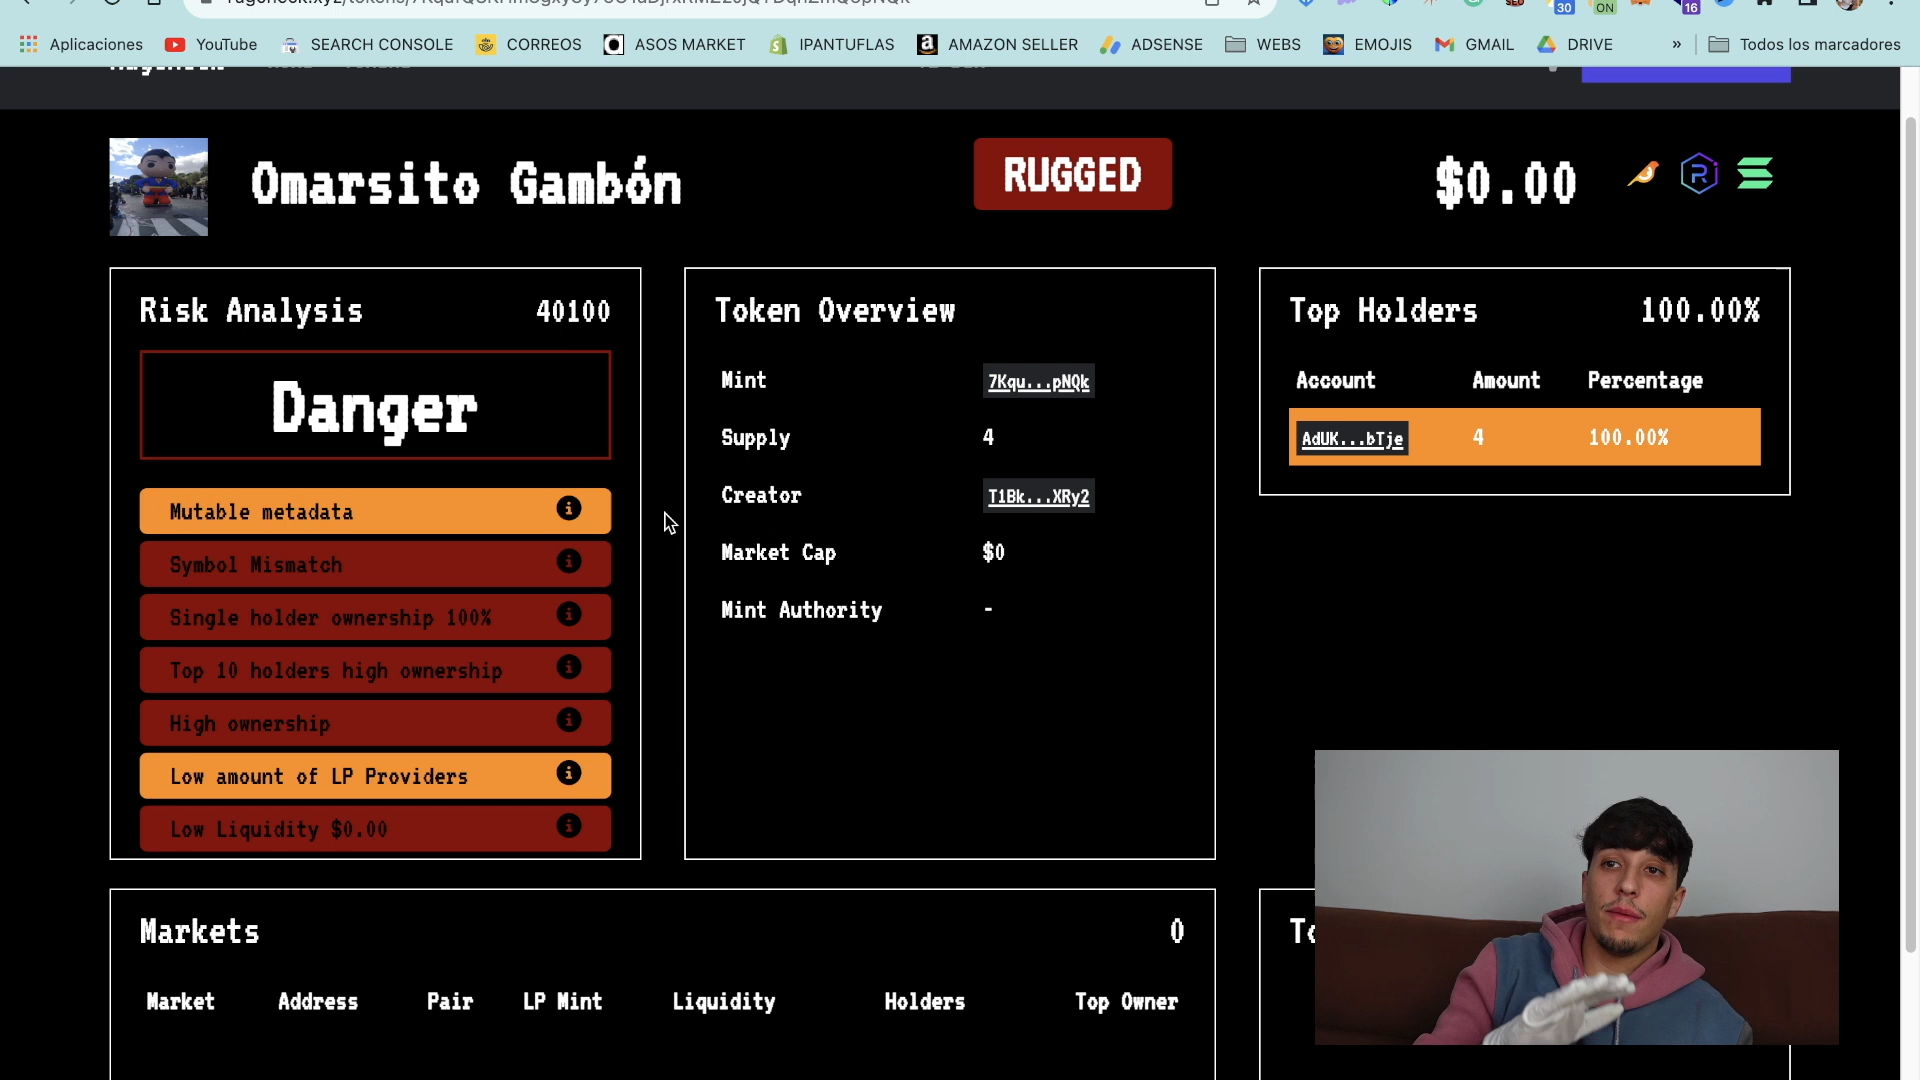 Aplicaciones YouTube SEARCH CONSOLE CORREOS ASOS MARKET IPANTUFLAS AMAZON SELLER ADSENSE WEBS EMOJIS GMAIL DRIVE » Todos los marcadores
30 ON 16
Omarsito Gambón
RUGGED
$0.00
Risk Analysis 40100
Danger
Mutable metadata
Symbol Mismatch
Single holder ownership 100%
Top 10 holders high ownership
High ownership
Low amount of LP Providers
Low Liquidity $0.00
Token Overview
Mint 7Kqu...pNQk
Supply 4
Creator T1Bk...XRy2
Market Cap $0
Mint Authority -
Top Holders 100.00%
Account Amount Percentage
AdUK...bTje 4 100.00%
Markets 0
Market Address Pair LP Mint Liquidity Holders Top Owner